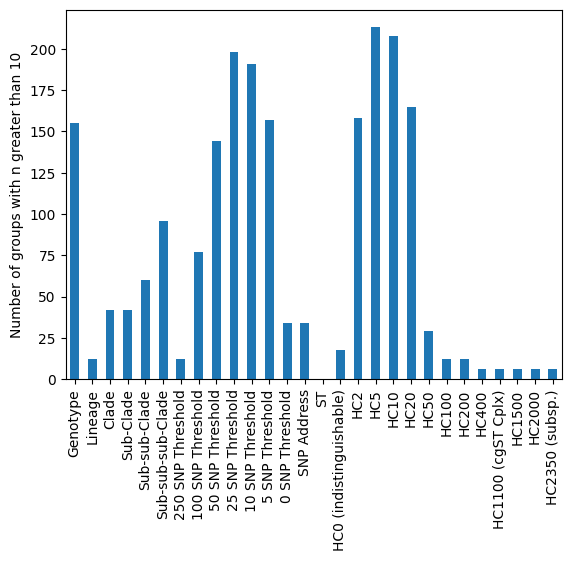 Number of groups with n greater than 10
200
175
150
125
100
75
50
25
0
Genotype
Lineage
Clade
Sub-Clade
Sub-sub-Clade
Sub-sub-sub-Clade
250 SNP Threshold
100 SNP Threshold
50 SNP Threshold
25 SNP Threshold
10 SNP Threshold
5 SNP Threshold
0 SNP Threshold
SNP Address
ST
HC0 (indistinguishable)
HC2
HC5
HC10
HC20
HC50
HC100
HC200
HC400
HC1100 (cgST Cplx)
HC1500
HC2000
HC2350 (subsp.)